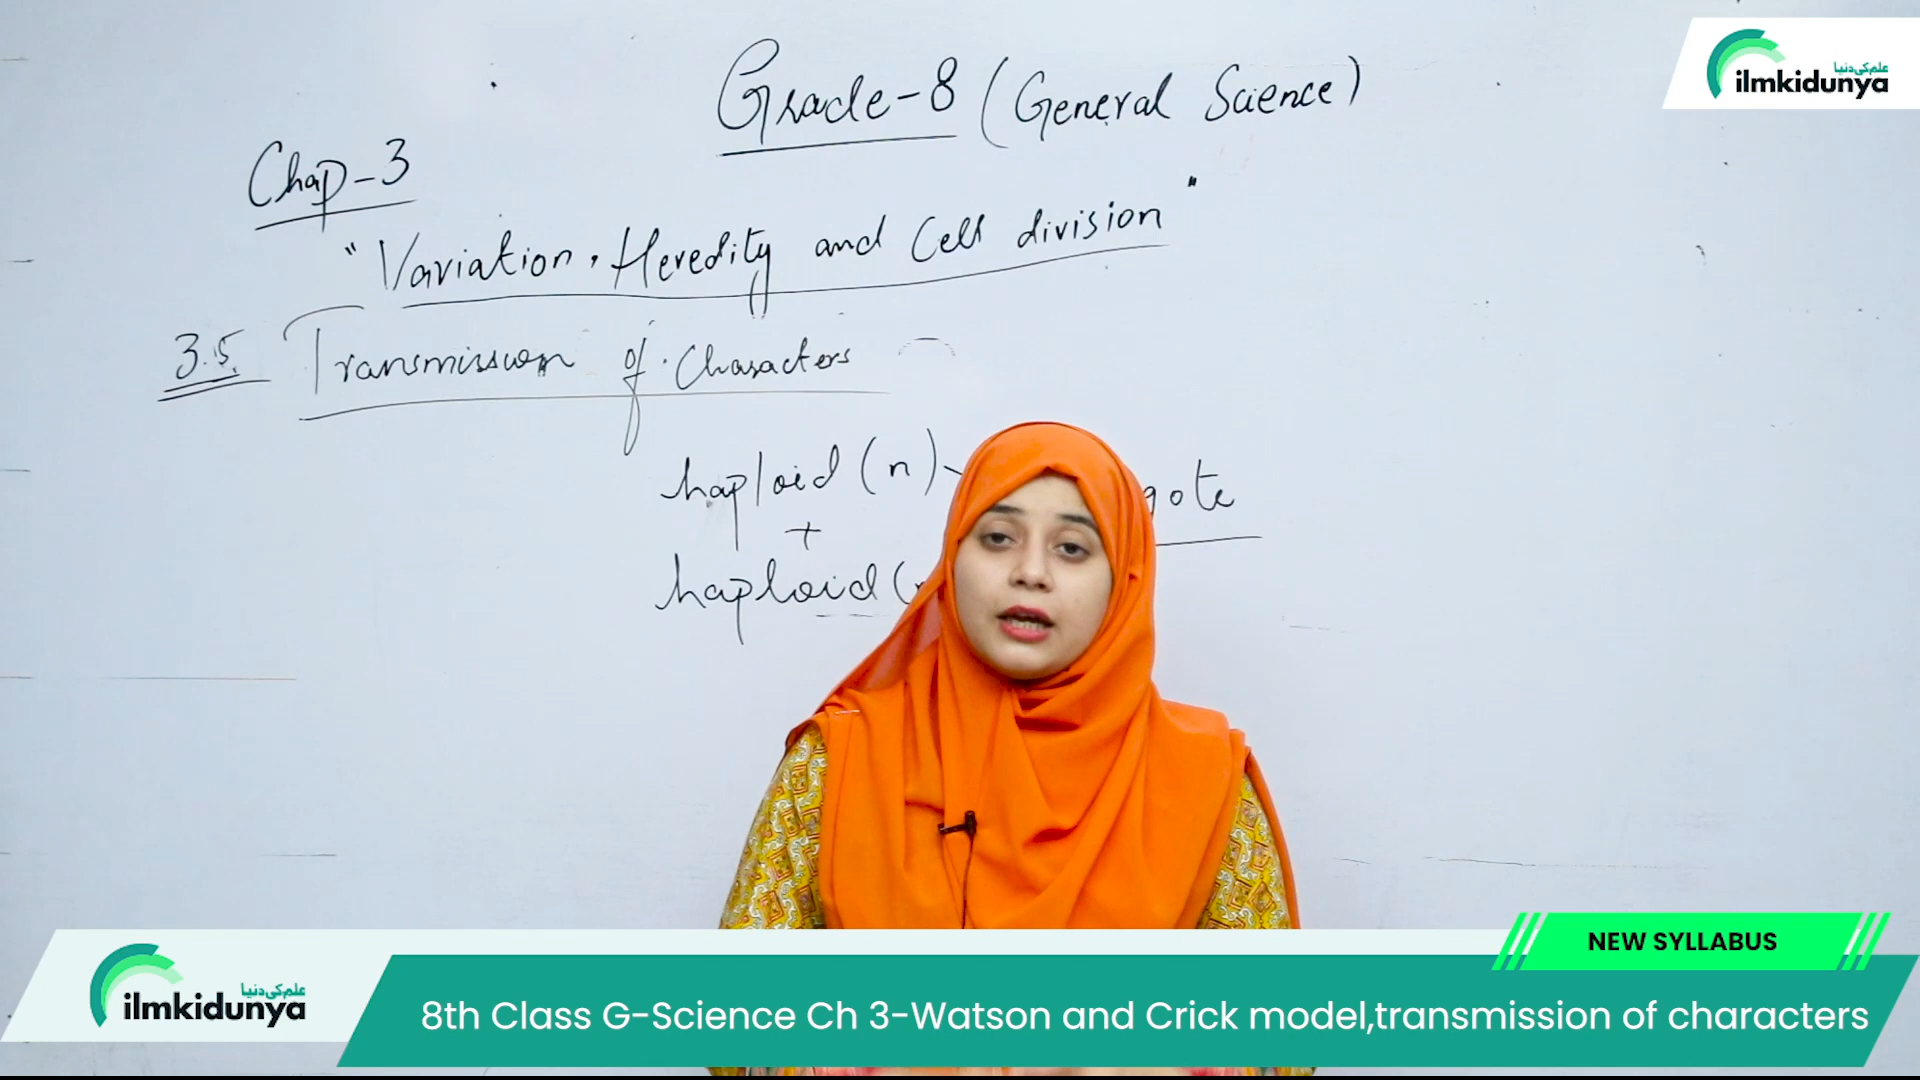 علم کی دنیا
ilmkidunya
Grade-8 (General Science)
Chap-3
"Variation, Heredity and Cell division"
3.5. Transmission of Characters
haploid (n)
gote
+
haploid (
NEW SYLLABUS
علم کی دنیا
ilmkidunya
8th Class G-Science Ch 3-Watson and Crick model,transmission of characters